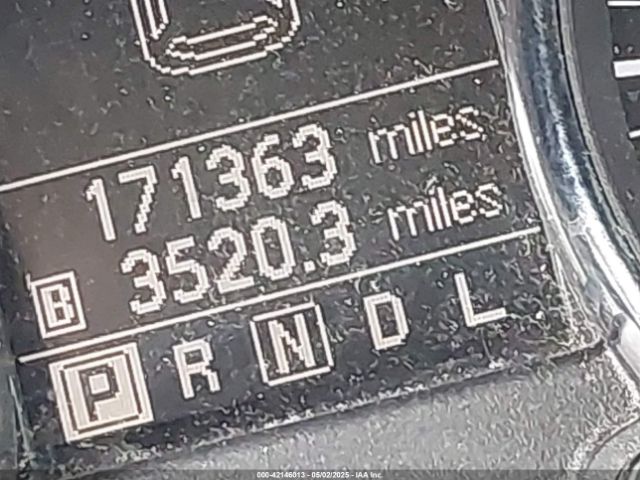 171363 miles
B 3520.3 miles
P R N D L
000-42146013 - 05/02/2025 - IAA Inc.